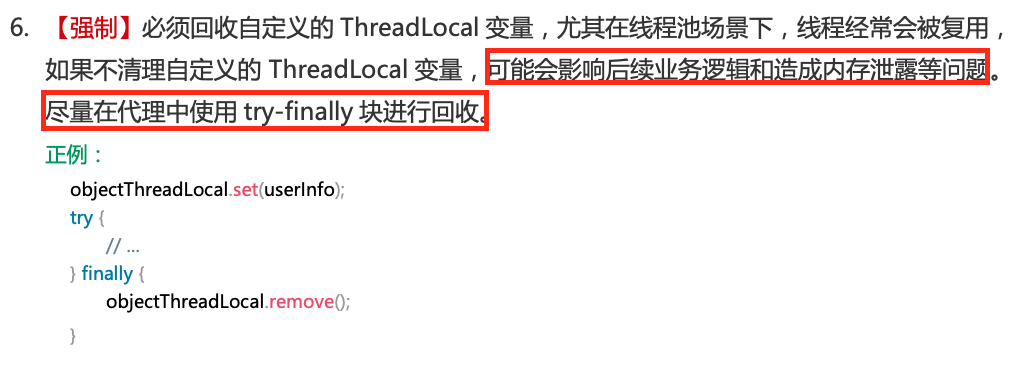 6. 【强制】必须回收自定义的 ThreadLocal 变量，尤其在线程池场景下，线程经常会被复用，
如果不清理自定义的 ThreadLocal 变量，可能会影响后续业务逻辑和造成内存泄露等问题。
尽量在代理中使用 try-finally 块进行回收。
正例：
objectThreadLocal.set(userInfo);
try {
// ...
} finally {
objectThreadLocal.remove();
}